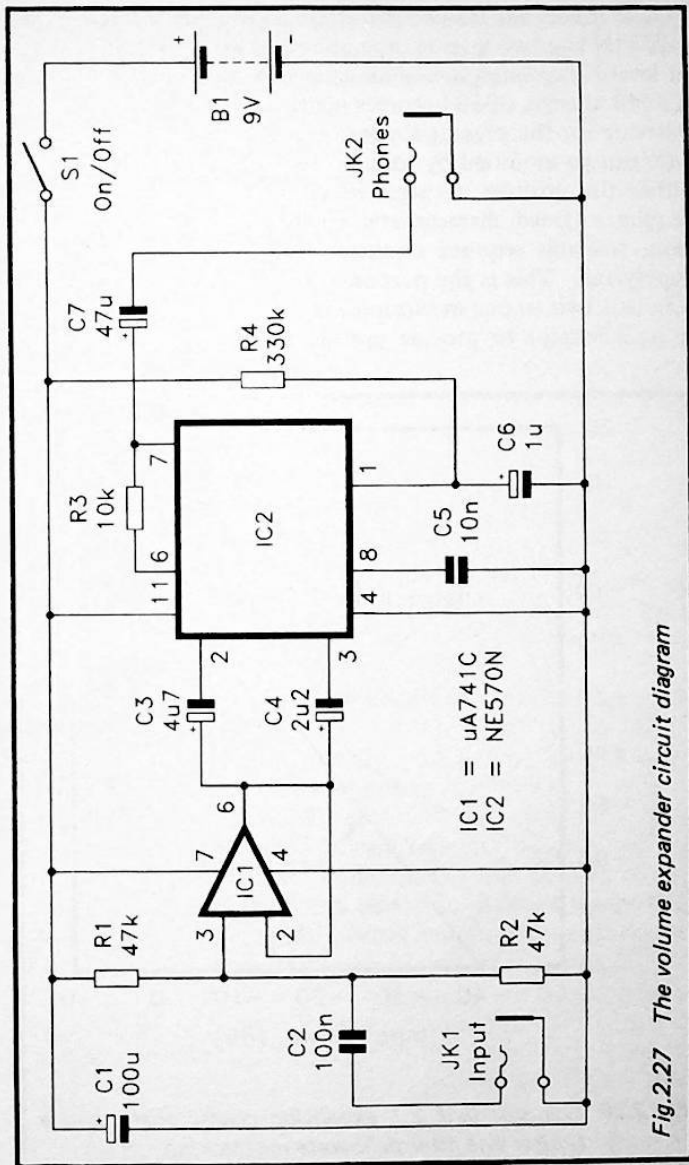 C1
100u
R1
47k
C2
100n
JK1
Input
R2
47k
3
2
7
4
6
IC1
C3
4u7
C4
2u2
2
3
11
6
7
4
8
1
IC2
R3
10k
C7
47u
R4
330k
C5
10n
C6
1u
S1
On/Off
B1
9V
JK2
Phones
IC1 = uA741C
IC2 = NE570N
+
+
+
+
+
+
-
Fig.2.27 The volume expander circuit diagram